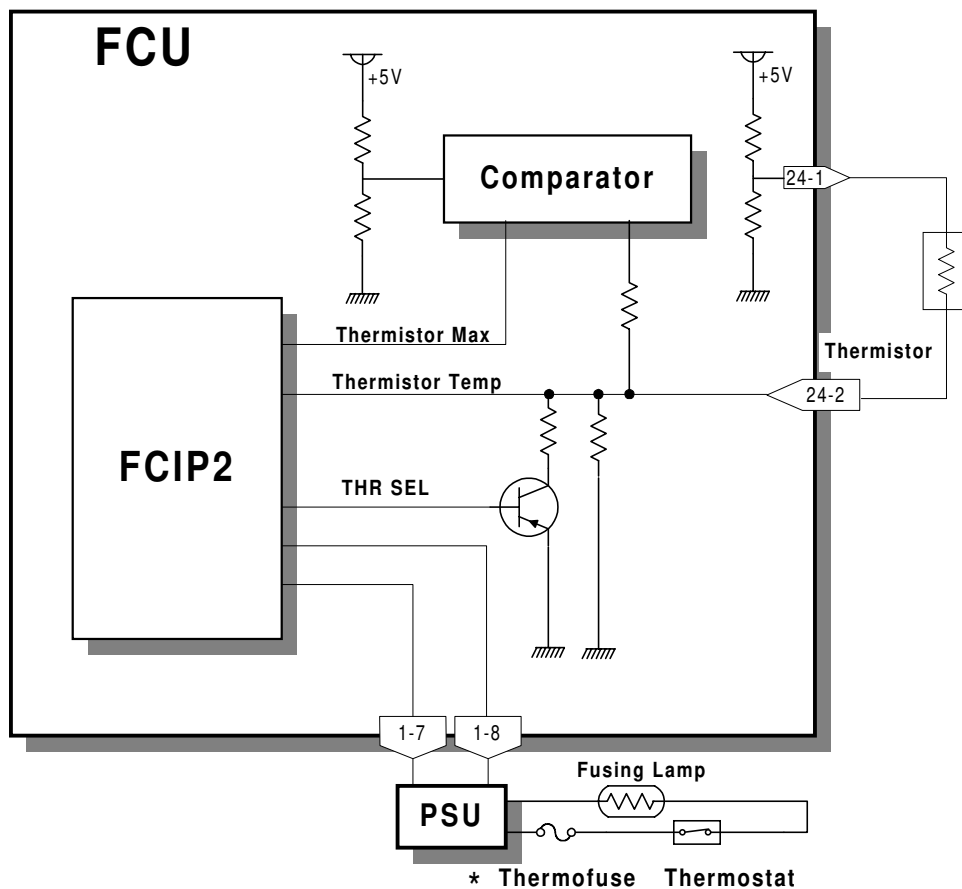 FCU
+5V
+5V
Comparator
24-1
Thermistor Max
Thermistor
Thermistor Temp
24-2
FCIP2
THR SEL
1-7
1-8
Fusing Lamp
PSU
* Thermofuse Thermostat